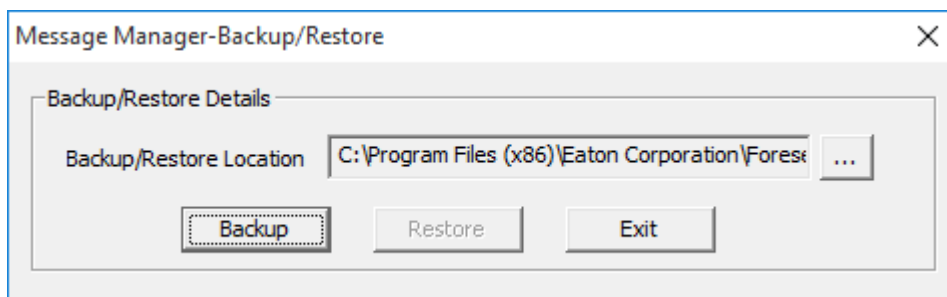 Message Manager-Backup/Restore
Backup/Restore Details
Backup/Restore Location C:\Program Files (x86)\Eaton Corporation\Forese ...
Backup Restore Exit